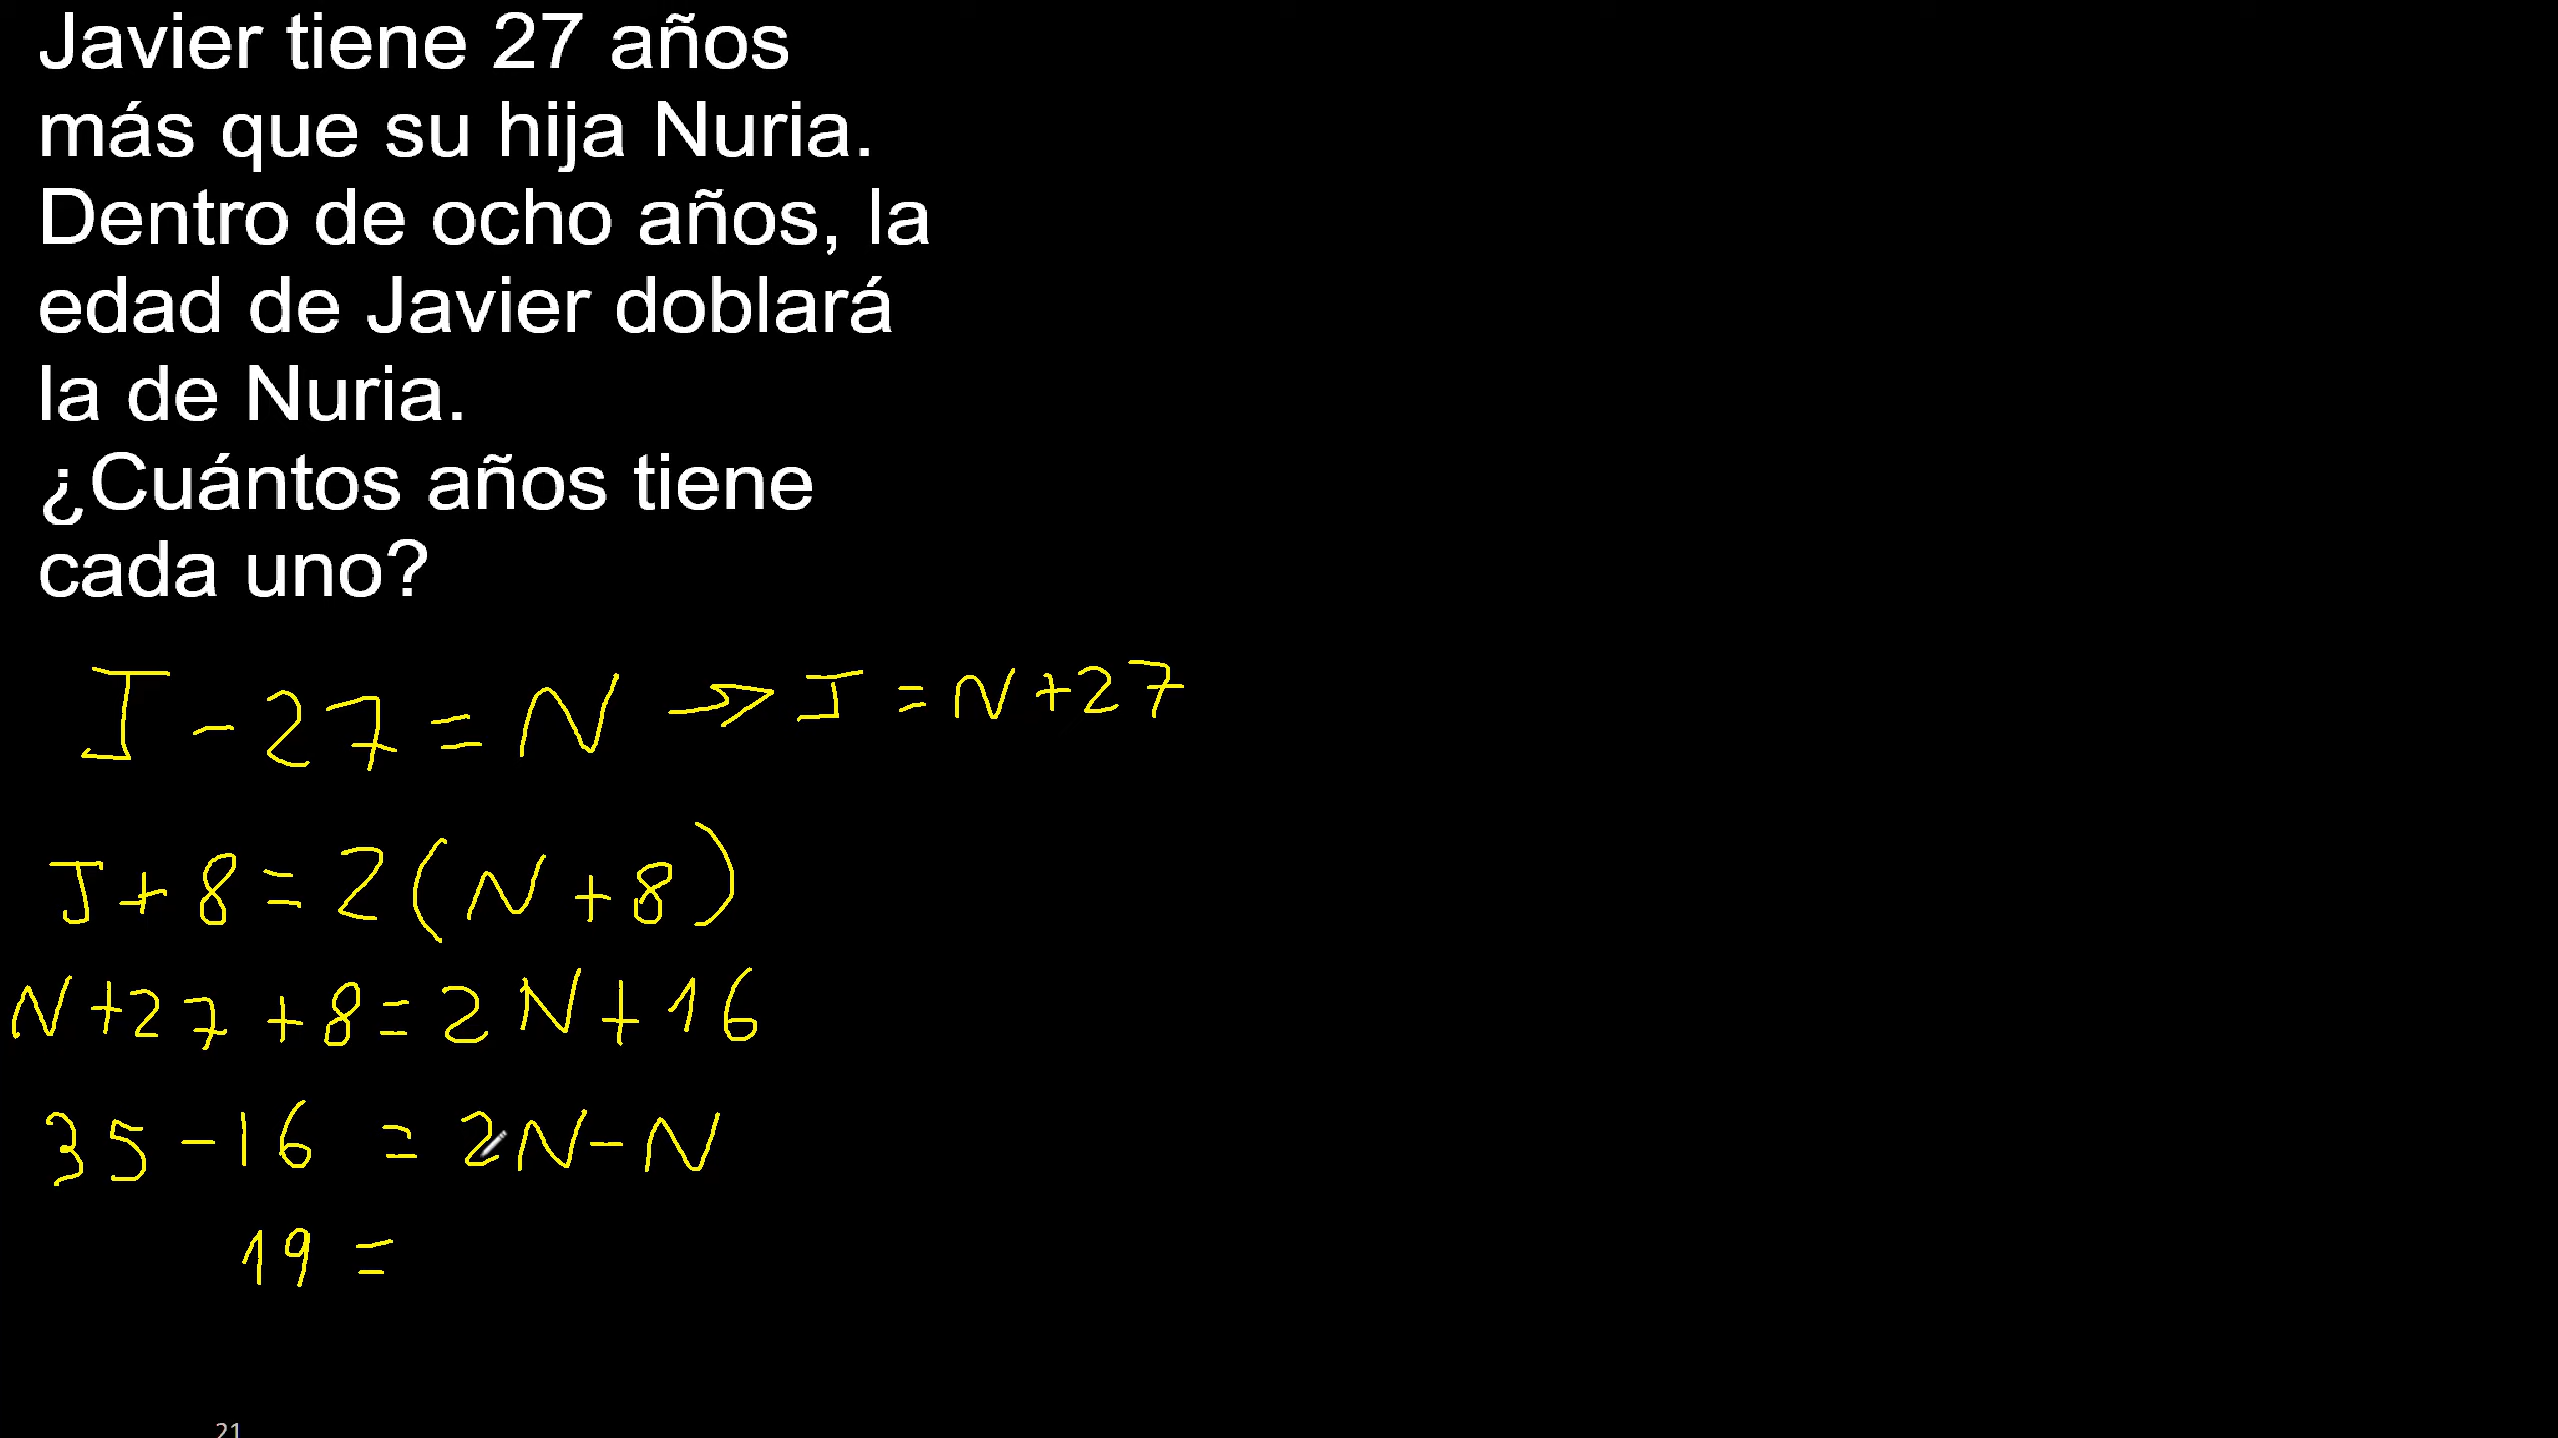 Javier tiene 27 años
más que su hija Nuria.
Dentro de ocho años, la
edad de Javier doblará
la de Nuria.
¿Cuántos años tiene
cada uno?
J - 27 = N → J = N + 27
J + 8 = 2 (N + 8)
N + 27 + 8 = 2 N + 16
35 - 16 = 2N - N
19 =
21